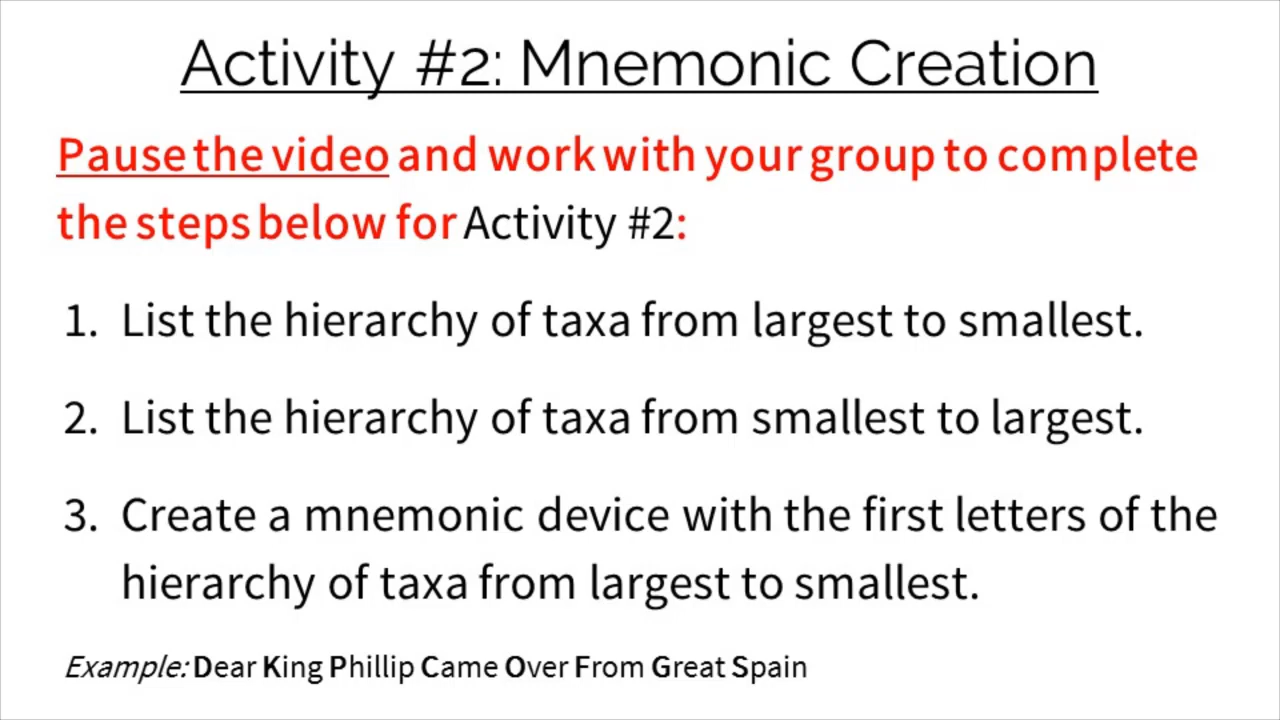 Activity #2: Mnemonic Creation
Pause the video and work with your group to complete
the steps below for Activity #2:
1. List the hierarchy of taxa from largest to smallest.
2. List the hierarchy of taxa from smallest to largest.
3. Create a mnemonic device with the first letters of the
hierarchy of taxa from largest to smallest.
Example: Dear King Phillip Came Over From Great Spain